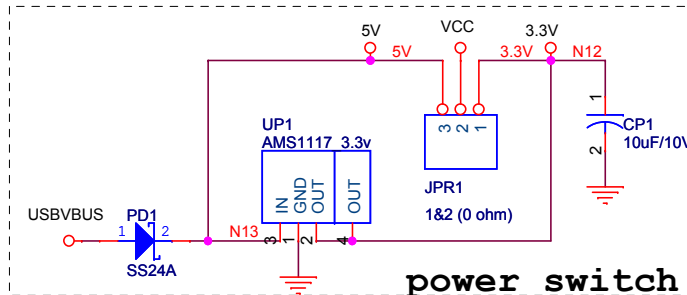 5V VCC 3.3V
5V 3.3V N12
UP1
AMS1117_3.3v
3 2 1
1
CP1
10uF/10V
2
JPR1
1&2 (0 ohm)
IN GND OUT OUT
USBVBUS
PD1
1 2
SS24A
N13
3 1 2 4
power switch